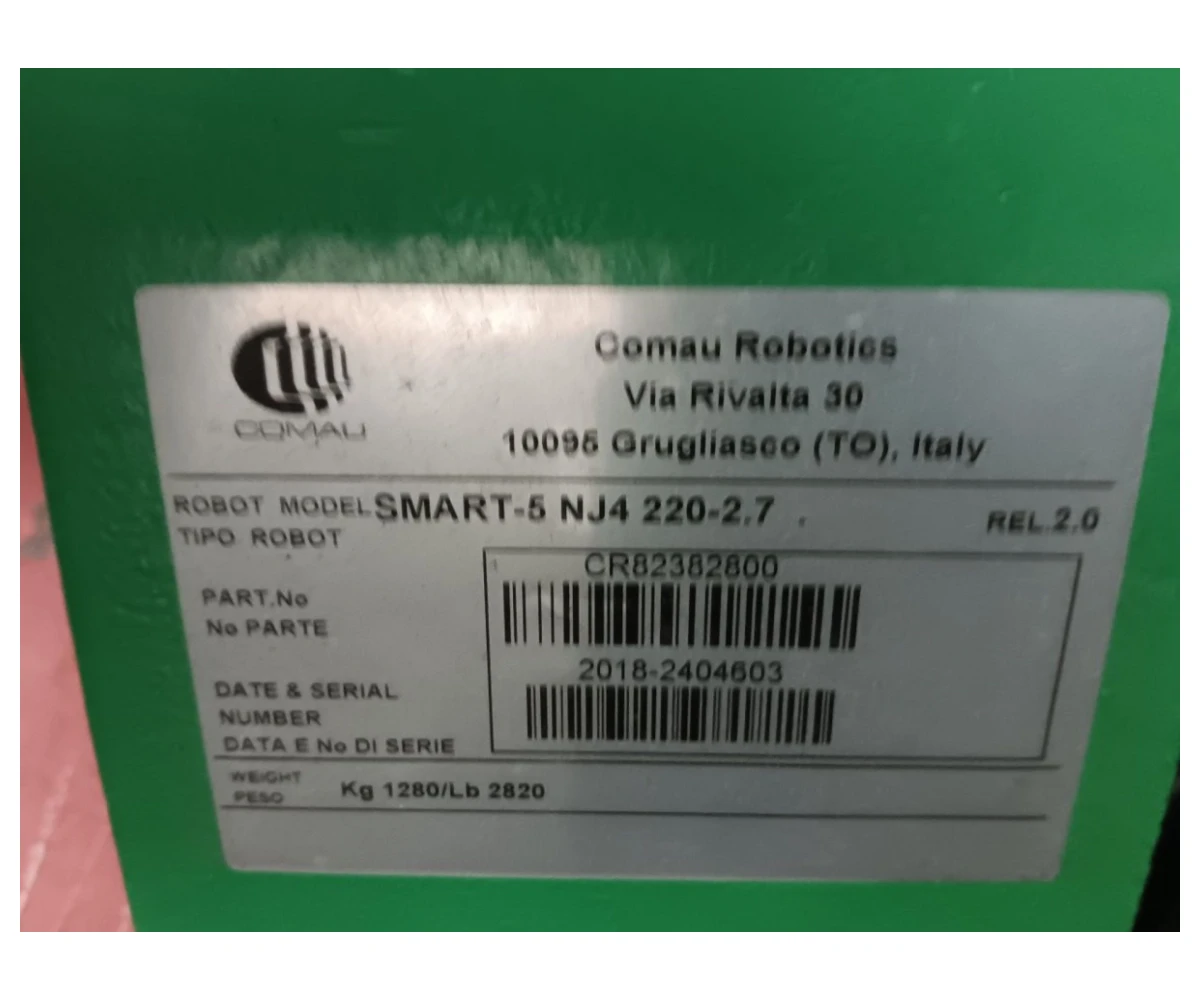 COMAU
Comau Robotics
Via Rivalta 30
10095 Grugliasco (TO), Italy
ROBOT MODEL SMART-5 NJ4 220-2.7 REL.2.0
TIPO ROBOT
CR82382800
PART.No
No PARTE
2018-2404603
DATE & SERIAL
NUMBER
DATA E No DI SERIE
WEIGHT
PESO
Kg 1280/Lb 2820